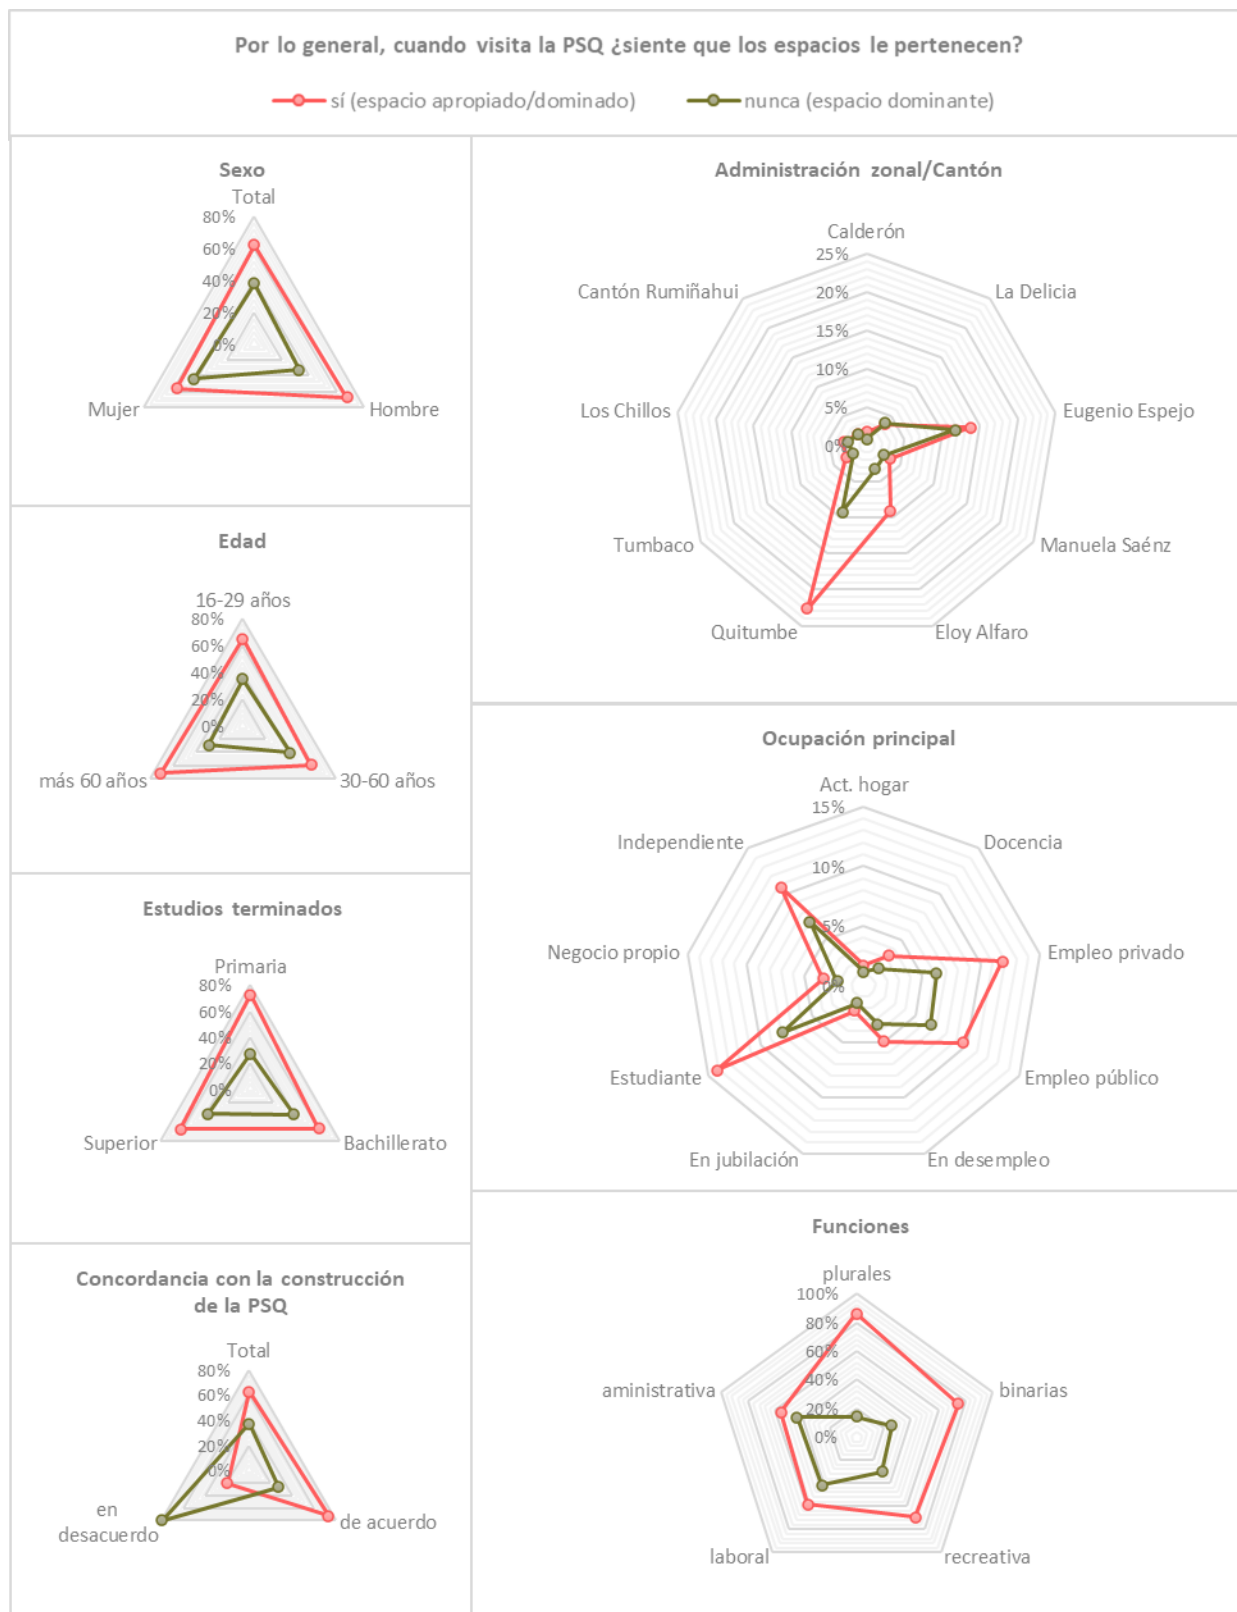 Por lo general, cuando visita la PSQ ¿siente que los espacios le pertenecen?
sí (espacio apropiado/dominado)
nunca (espacio dominante)
Sexo
Total
80%
60%
40%
20%
0%
Mujer
Hombre
Edad
16-29 años
80%
60%
40%
20%
0%
más 60 años
30-60 años
Estudios terminados
Primaria
80%
60%
40%
20%
0%
Superior
Bachillerato
Concordancia con la construcción
de la PSQ
Total
80%
60%
40%
20%
0%
en
desacuerdo
de acuerdo
Administración zonal/Cantón
Calderón
25%
20%
15%
10%
5%
0%
Cantón Rumiñahui
La Delicia
Los Chillos
Eugenio Espejo
Tumbaco
Manuela Saénz
Quitumbe
Eloy Alfaro
Ocupación principal
Act. hogar
15%
10%
5%
0%
Independiente
Docencia
Negocio propio
Empleo privado
Estudiante
Empleo público
En jubilación
En desempleo
Funciones
plurales
100%
80%
60%
40%
20%
0%
aministrativa
binarias
laboral
recreativa